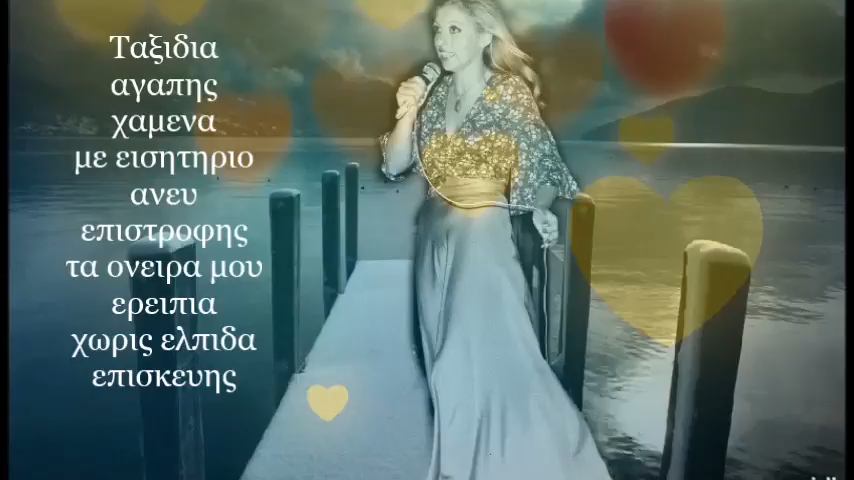 Ταξιδια
αγαπης
χαμενα
με εισητηριο
ανευ
επιστροφης
τα ονειρα μου
ερειπια
χωρις ελπιδα
επισκευης